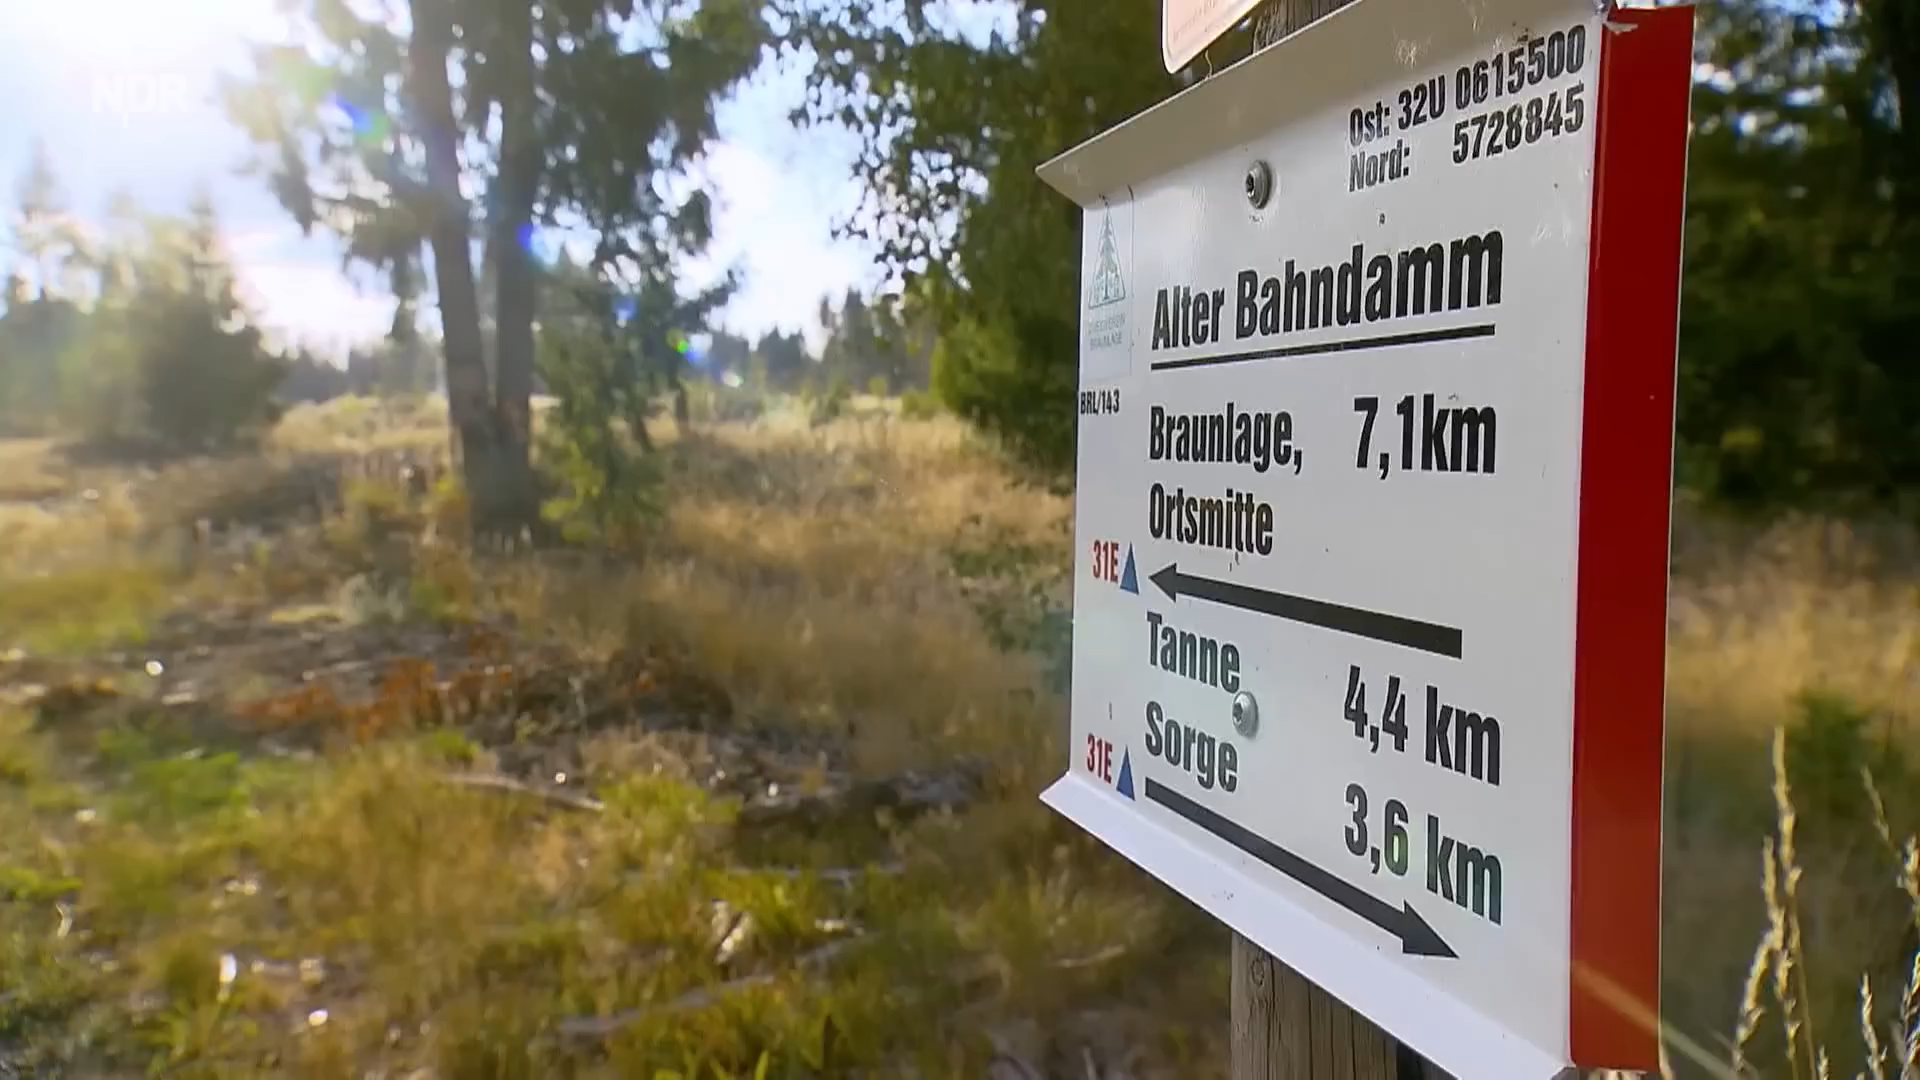 NDR
Ost: 32U 0615500
Nord: 5728845
Alter Bahndamm
BRL/143
Braunlage, 7,1km
Ortsmitte
31E
Tanne 4,4 km
Sorge 3,6 km
31E